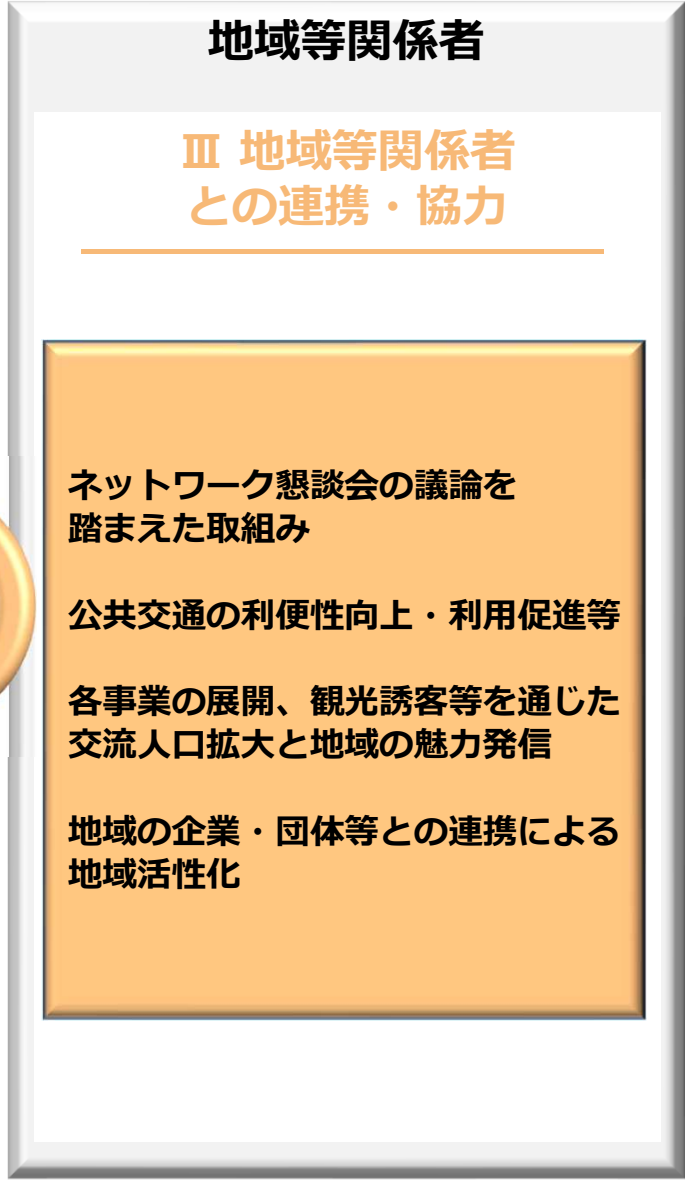 地域等関係者
Ⅲ 地域等関係者
との連携・協力
ネットワーク懇談会の議論を
踏まえた取組み
公共交通の利便性向上・利用促進等
各事業の展開、観光誘客等を通じた
交流人口拡大と地域の魅力発信
地域の企業・団体等との連携による
地域活性化